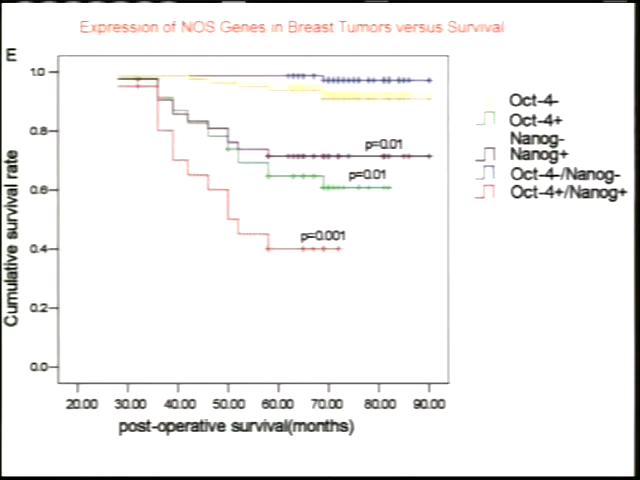 Expression of NOS Genes in Breast Tumors versus Survival
E
1.0
0.8
0.6
0.4
0.2
0.0
Cumulative survival rate
20.00 30.00 40.00 50.00 60.00 70.00 80.00 90.00
post-operative survival(months)
p=0.01
p=0.01
p=0.001
Oct-4-
Oct-4+
Nanog-
Nanog+
Oct-4-/Nanog-
Oct-4+/Nanog+